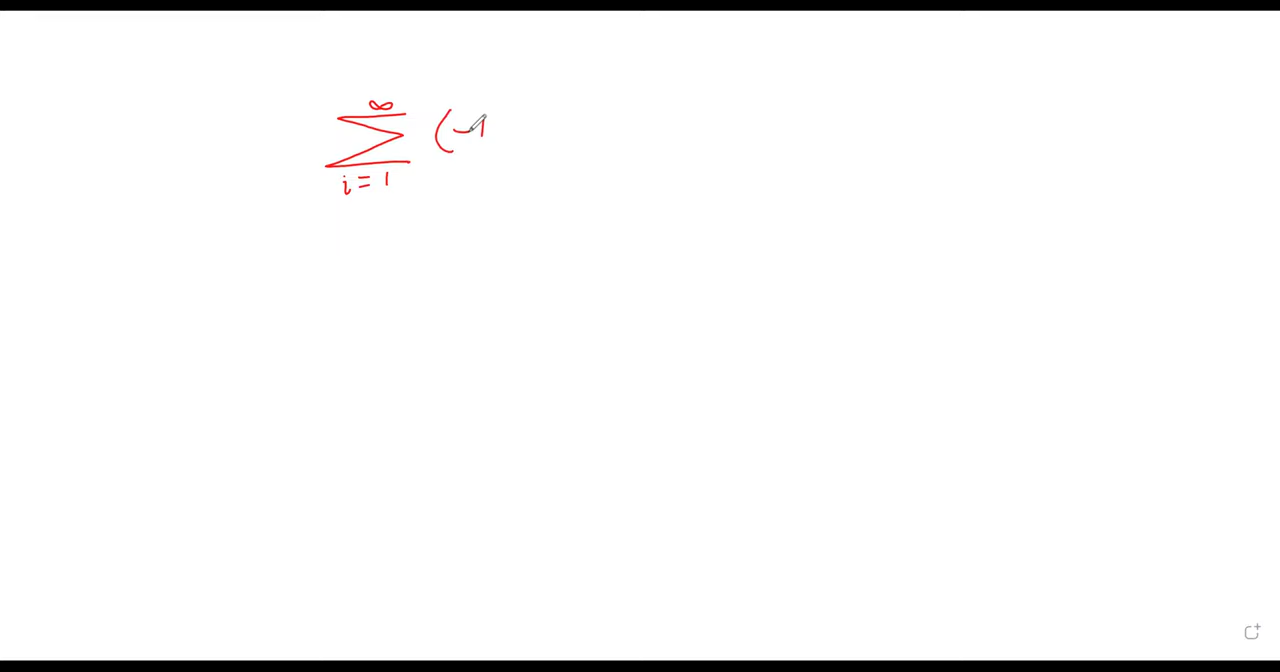 ∞
∑ (-1
i = 1